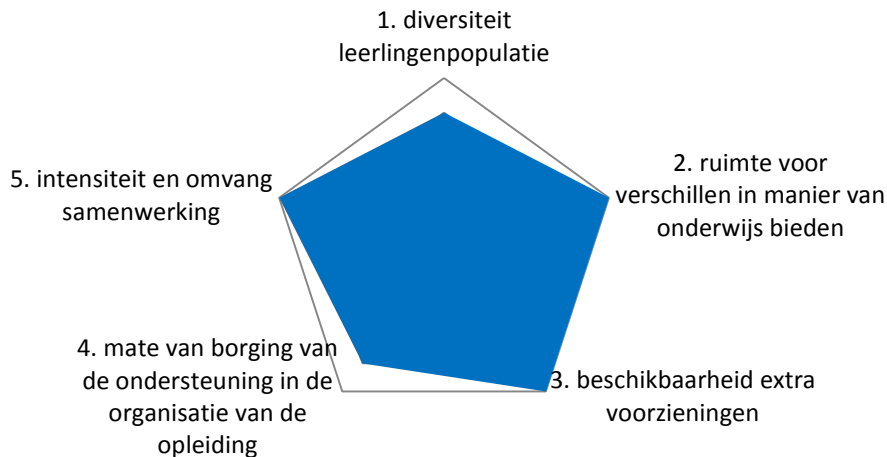 1. diversiteit
leerlingenpopulatie
2. ruimte voor
verschillen in manier van
onderwijs bieden
3. beschikbaarheid extra
voorzieningen
4. mate van borging van
de ondersteuning in de
organisatie van de
opleiding
5. intensiteit en omvang
samenwerking